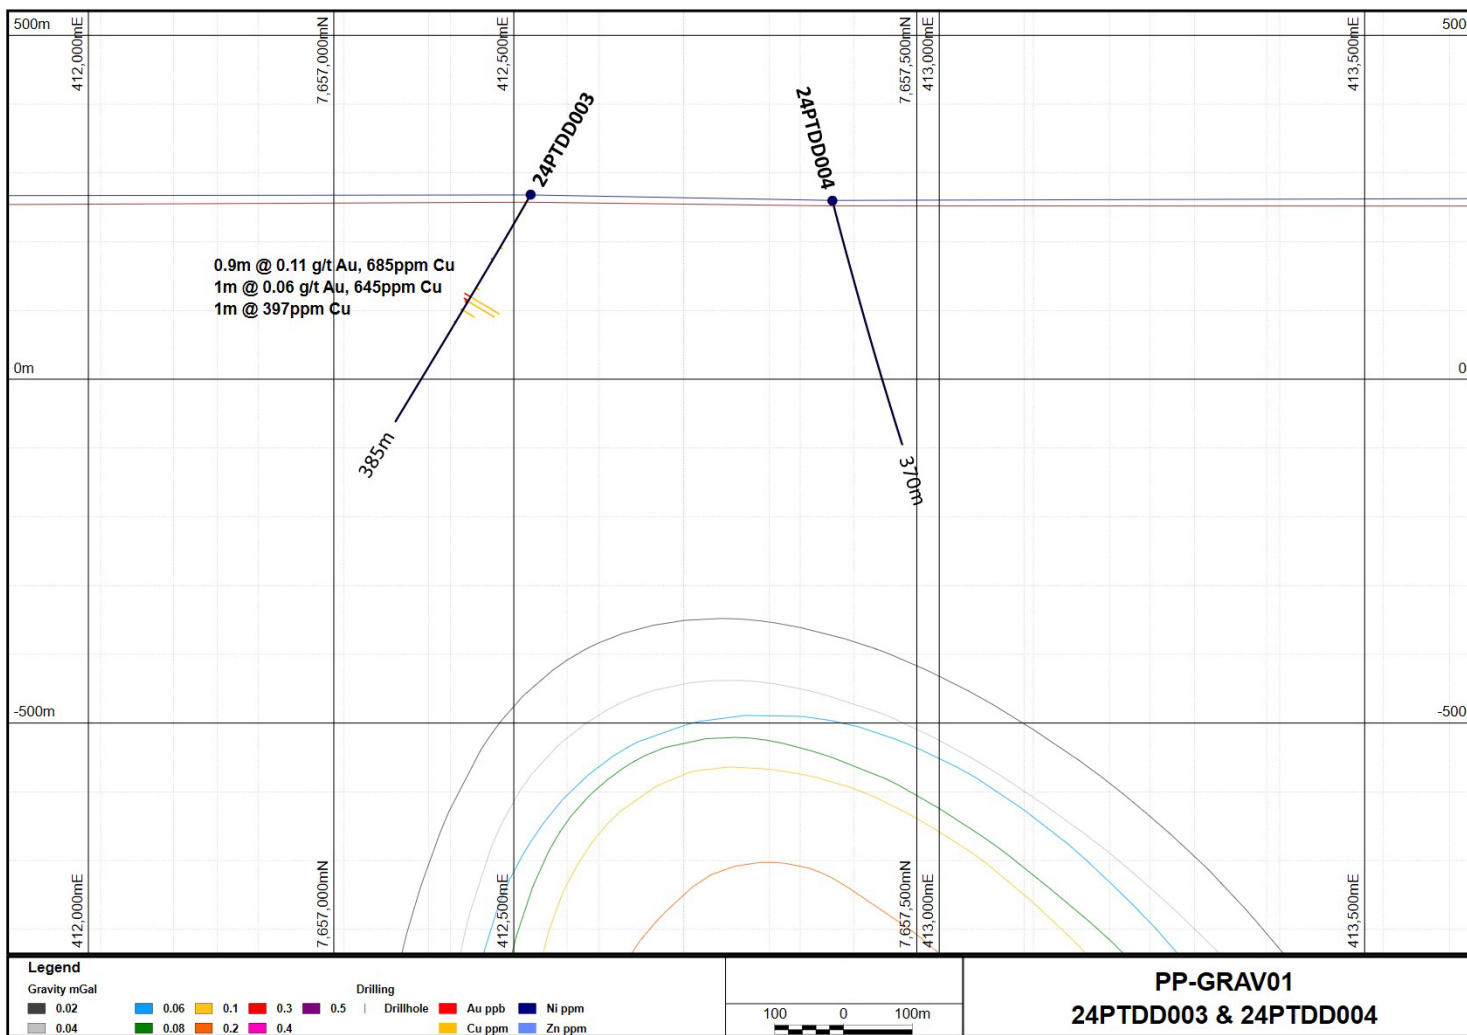 500m
500
412,000mE
7,657,000mN
412,500mE
7,657,500mN
413,000mE
413,500mE
24PTDD003
24PTDD004
0.9m @ 0.11 g/t Au, 685ppm Cu
1m @ 0.06 g/t Au, 645ppm Cu
1m @ 397ppm Cu
0m
0
385m
370m
-500m
-500
412,000mE
7,657,000mN
412,500mE
7,657,500mN
413,000mE
413,500mE
Legend
Gravity mGal
Drilling
0.02
0.06
0.1
0.3
0.5
Drillhole
Au ppb
Ni ppm
0.04
0.08
0.2
0.4
Cu ppm
Zn ppm
100
0
100m
PP-GRAV01
24PTDD003 & 24PTDD004